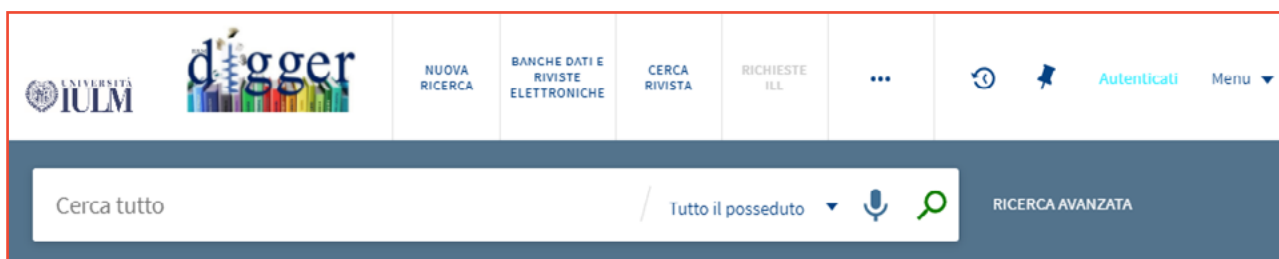 UNIVERSITÀ
IULM
digger
NUOVA
RICERCA
BANCHE DATI E
RIVISTE
ELETTRONICHE
CERCA
RIVISTA
RICHIESTE
ILL
Autenticati
Menu
Cerca tutto
Tutto il posseduto
RICERCA AVANZATA